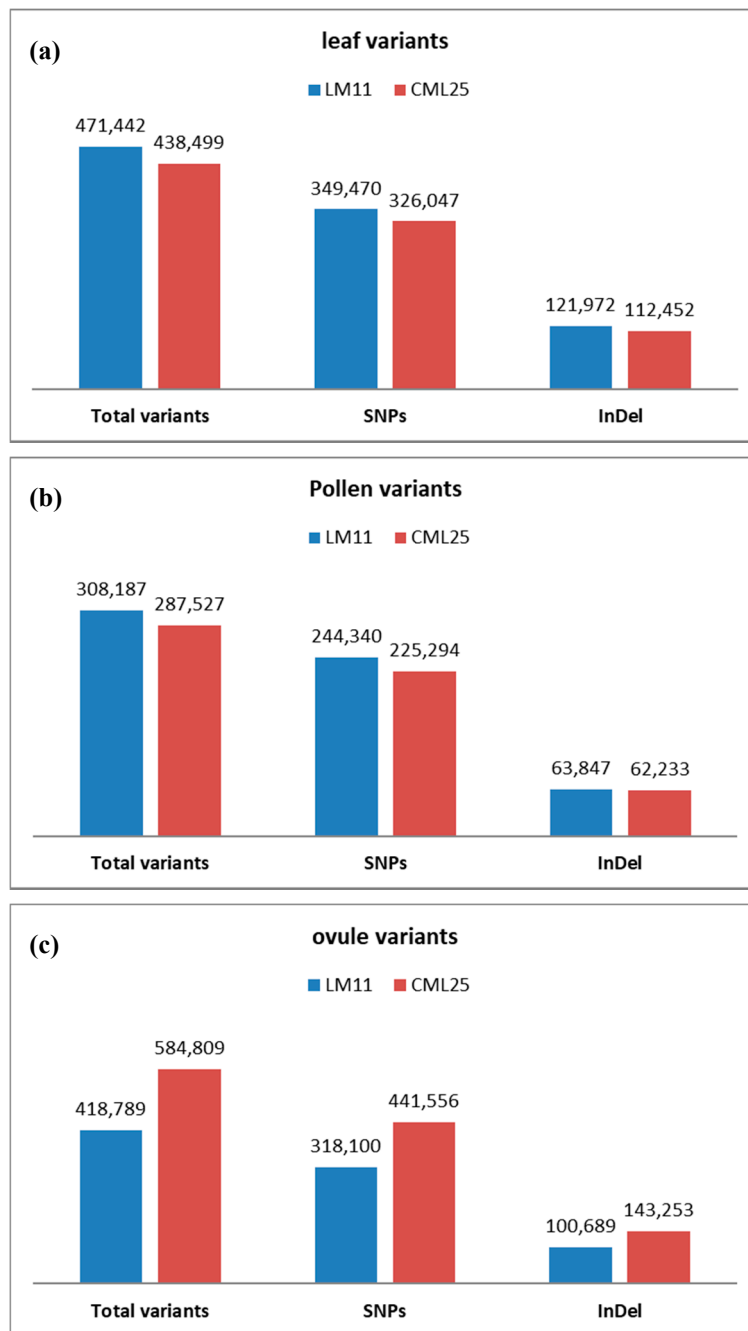 (a)
leaf variants
LM11 CML25
471,442 438,499 349,470 326,047 121,972 112,452
Total variants SNPs InDel
(b)
Pollen variants
LM11 CML25
308,187 287,527 244,340 225,294 63,847 62,233
Total variants SNPs InDel
(c)
ovule variants
LM11 CML25
418,789 584,809 318,100 441,556 100,689 143,253
Total variants SNPs InDel